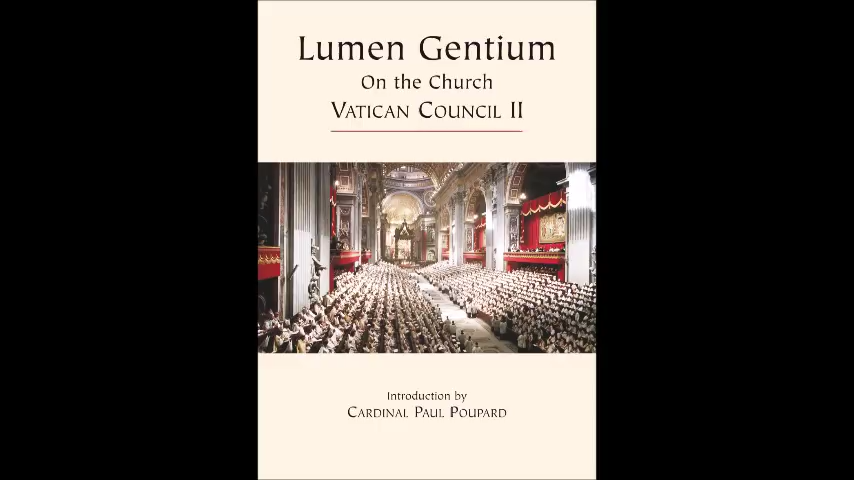 Lumen Gentium
On the Church
Vatican Council II
Introduction by
Cardinal Paul Poupard